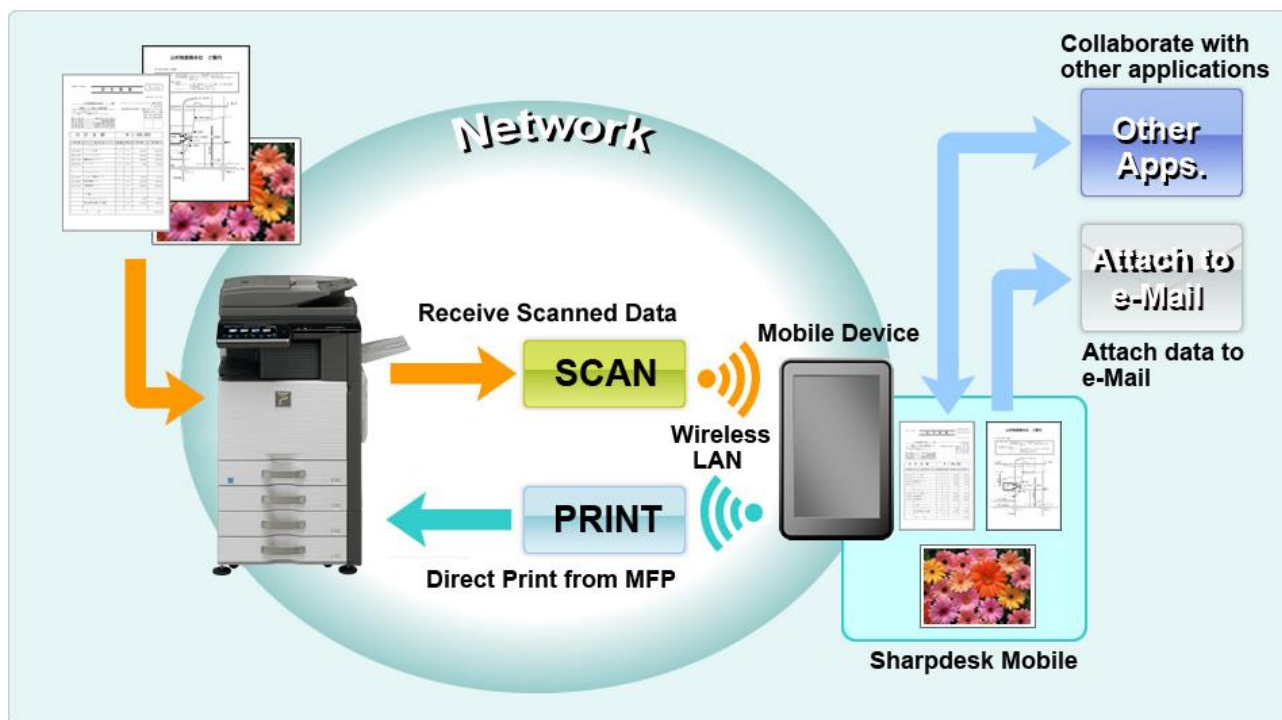 Collaborate with
other applications
Other
Apps.
Network
Attach to
e-Mail
Attach data to
e-Mail
Receive Scanned Data
SCAN
Mobile Device
Wireless
LAN
PRINT
Direct Print from MFP
Sharpdesk Mobile